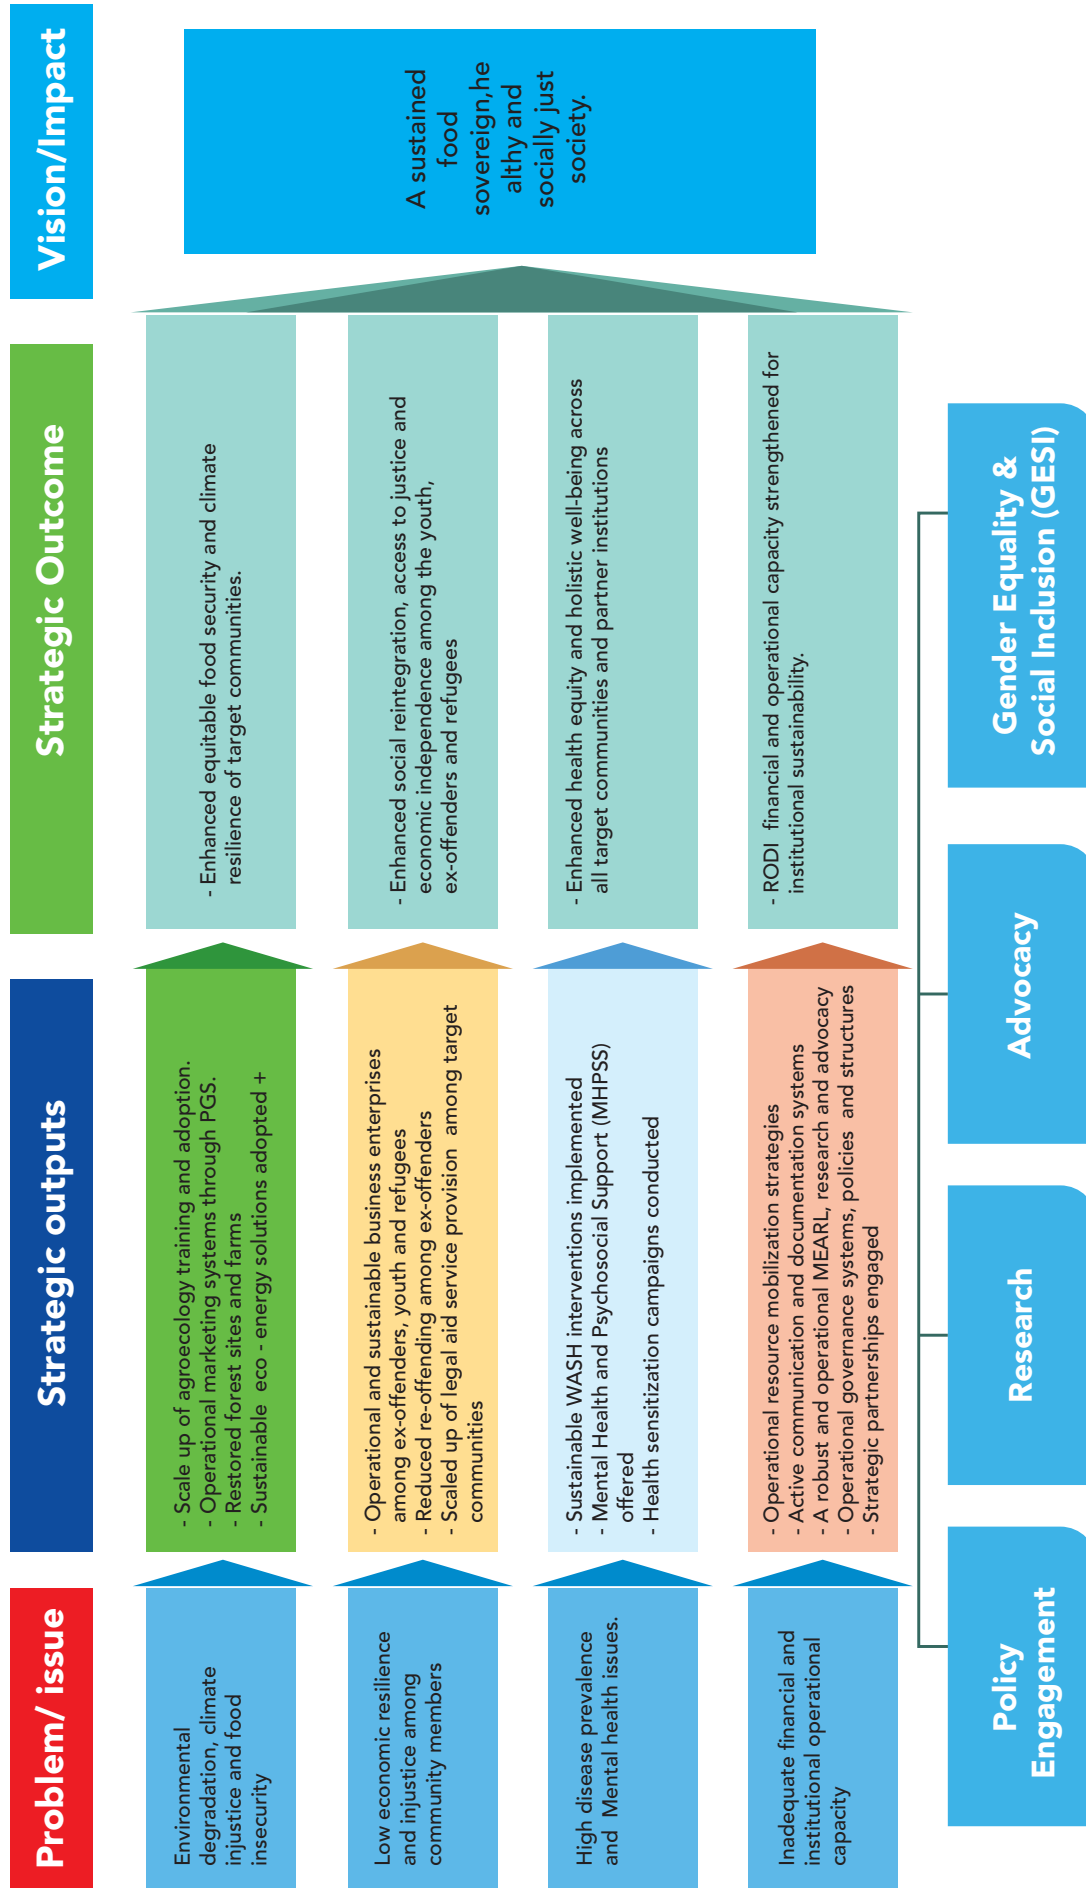 Problem/ issue
Strategic outputs
Strategic Outcome
Vision/Impact
Environmental
degradation, climate
injustice and food
insecurity
- Scale up of agroecology training and adoption.
- Operational marketing systems through PGS.
- Restored forest sites and farms
- Sustainable eco - energy solutions adopted +
- Enhanced equitable food security and climate
resilience of target communities.
Low economic resilience
and injustice among
community members
- Operational and sustainable business enterprises
among ex-offenders, youth and refugees
- Reduced re-offending among ex-offenders
- Scaled up of legal aid service provision among target
communities
- Enhanced social reintegration, access to justice and
economic independence among the youth,
ex-offenders and refugees
High disease prevalence
and Mental health issues.
- Sustainable WASH interventions implemented
- Mental Health and Psychosocial Support (MHPSS)
offered
- Health sensitization campaigns conducted
- Enhanced health equity and holistic well-being across
all target communities and partner institutions
Inadequate financial and
institutional operational
capacity
- Operational resource mobilization strategies
- Active communication and documentation systems
- A robust and operational MEARL, research and advocacy
- Operational governance systems, policies and structures
- Strategic partnerships engaged
- RODI financial and operational capacity strengthened for
institutional sustainability.
A sustained
food
sovereign,he
althy and
socially just
society.
Policy
Engagement
Research
Advocacy
Gender Equality &
Social Inclusion (GESI)